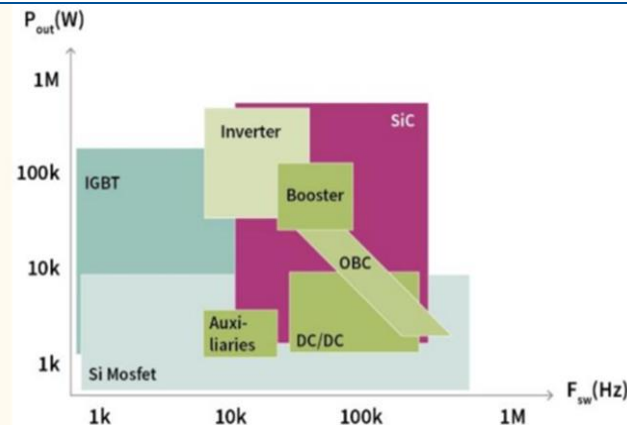 Pout(W)
1M
100k
10k
1k
Inverter
SiC
IGBT
Booster
OBC
Auxi-
liaries
DC/DC
Si Mosfet
Fsw(Hz)
1k
10k
100k
1M